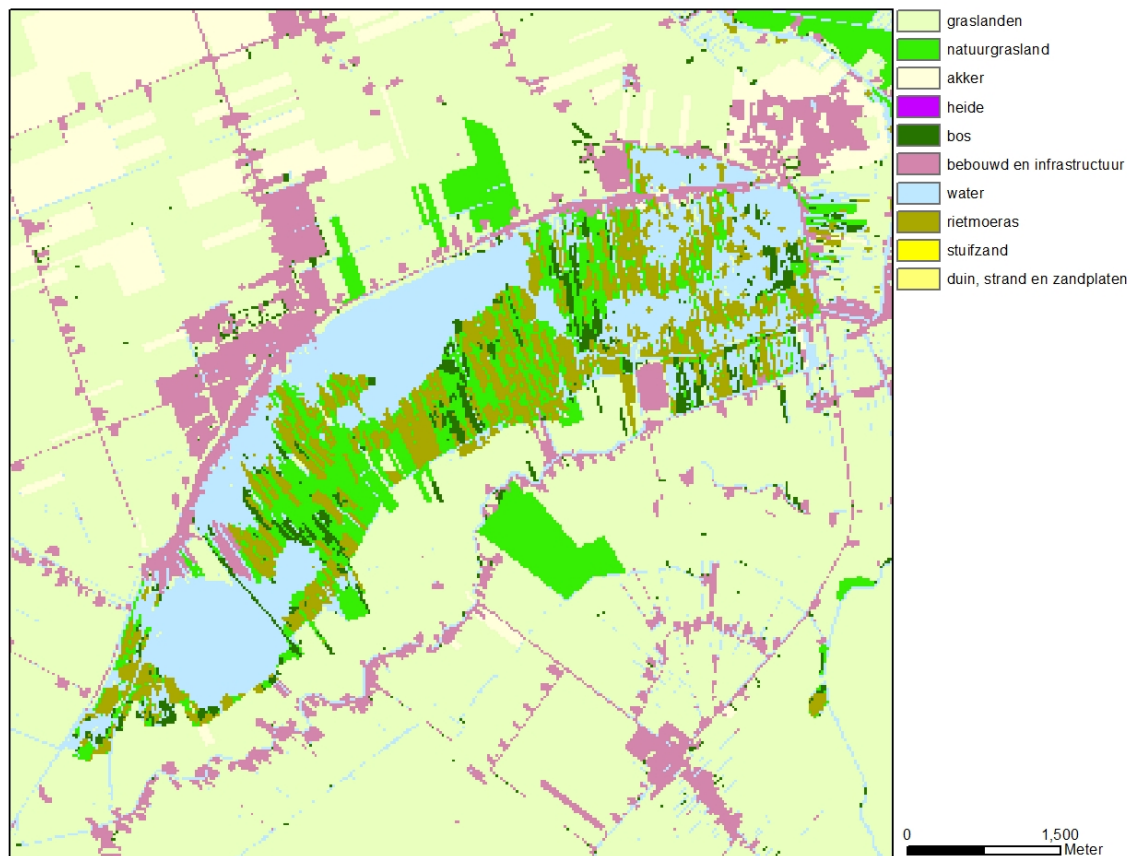 graslanden
natuurgrasland
akker
heide
bos
bebouwd en infrastructuur
water
rietmoeras
stuifzand
duin, strand en zandplaten
0 1,500
Meter